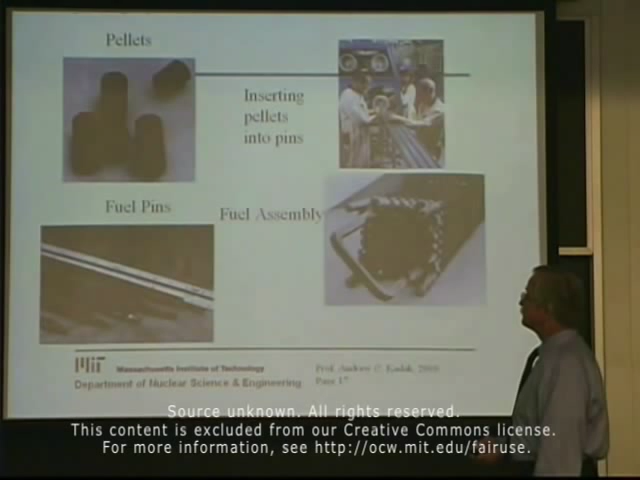 Pellets
Inserting
pellets
into pins
Fuel Pins
Fuel Assembly
MIT Massachusetts Institute of Technology
Department of Nuclear Science & Engineering
Prof. Andrew C. Kadak, 2008
Page
Source unknown. All rights reserved.
This content is excluded from our Creative Commons license.
For more information, see http://ocw.mit.edu/fairuse.